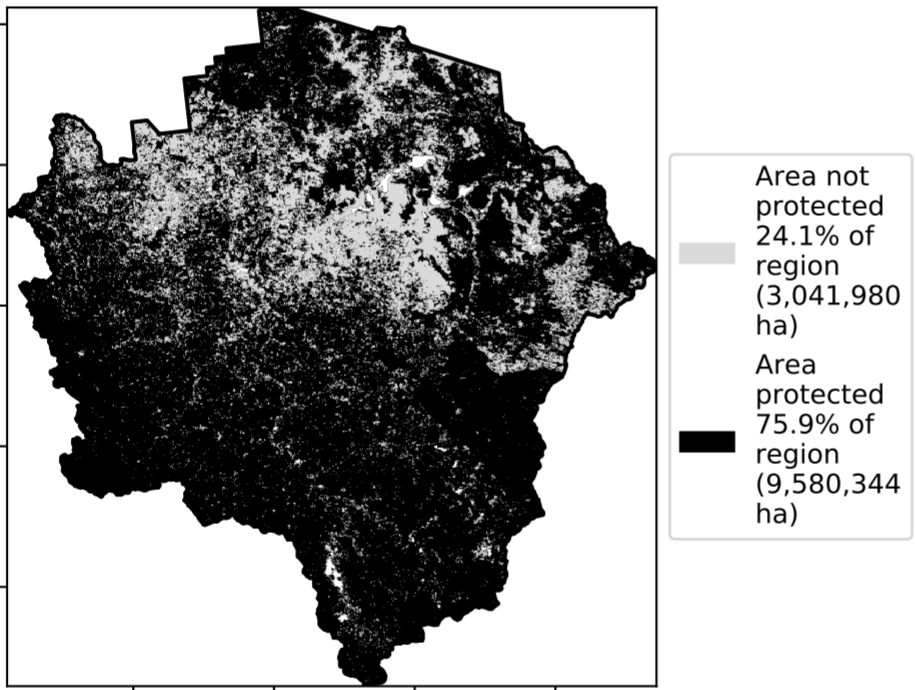 Area not
protected
24.1% of
region
(3,041,980
ha)
Area
protected
75.9% of
region
(9,580,344
ha)